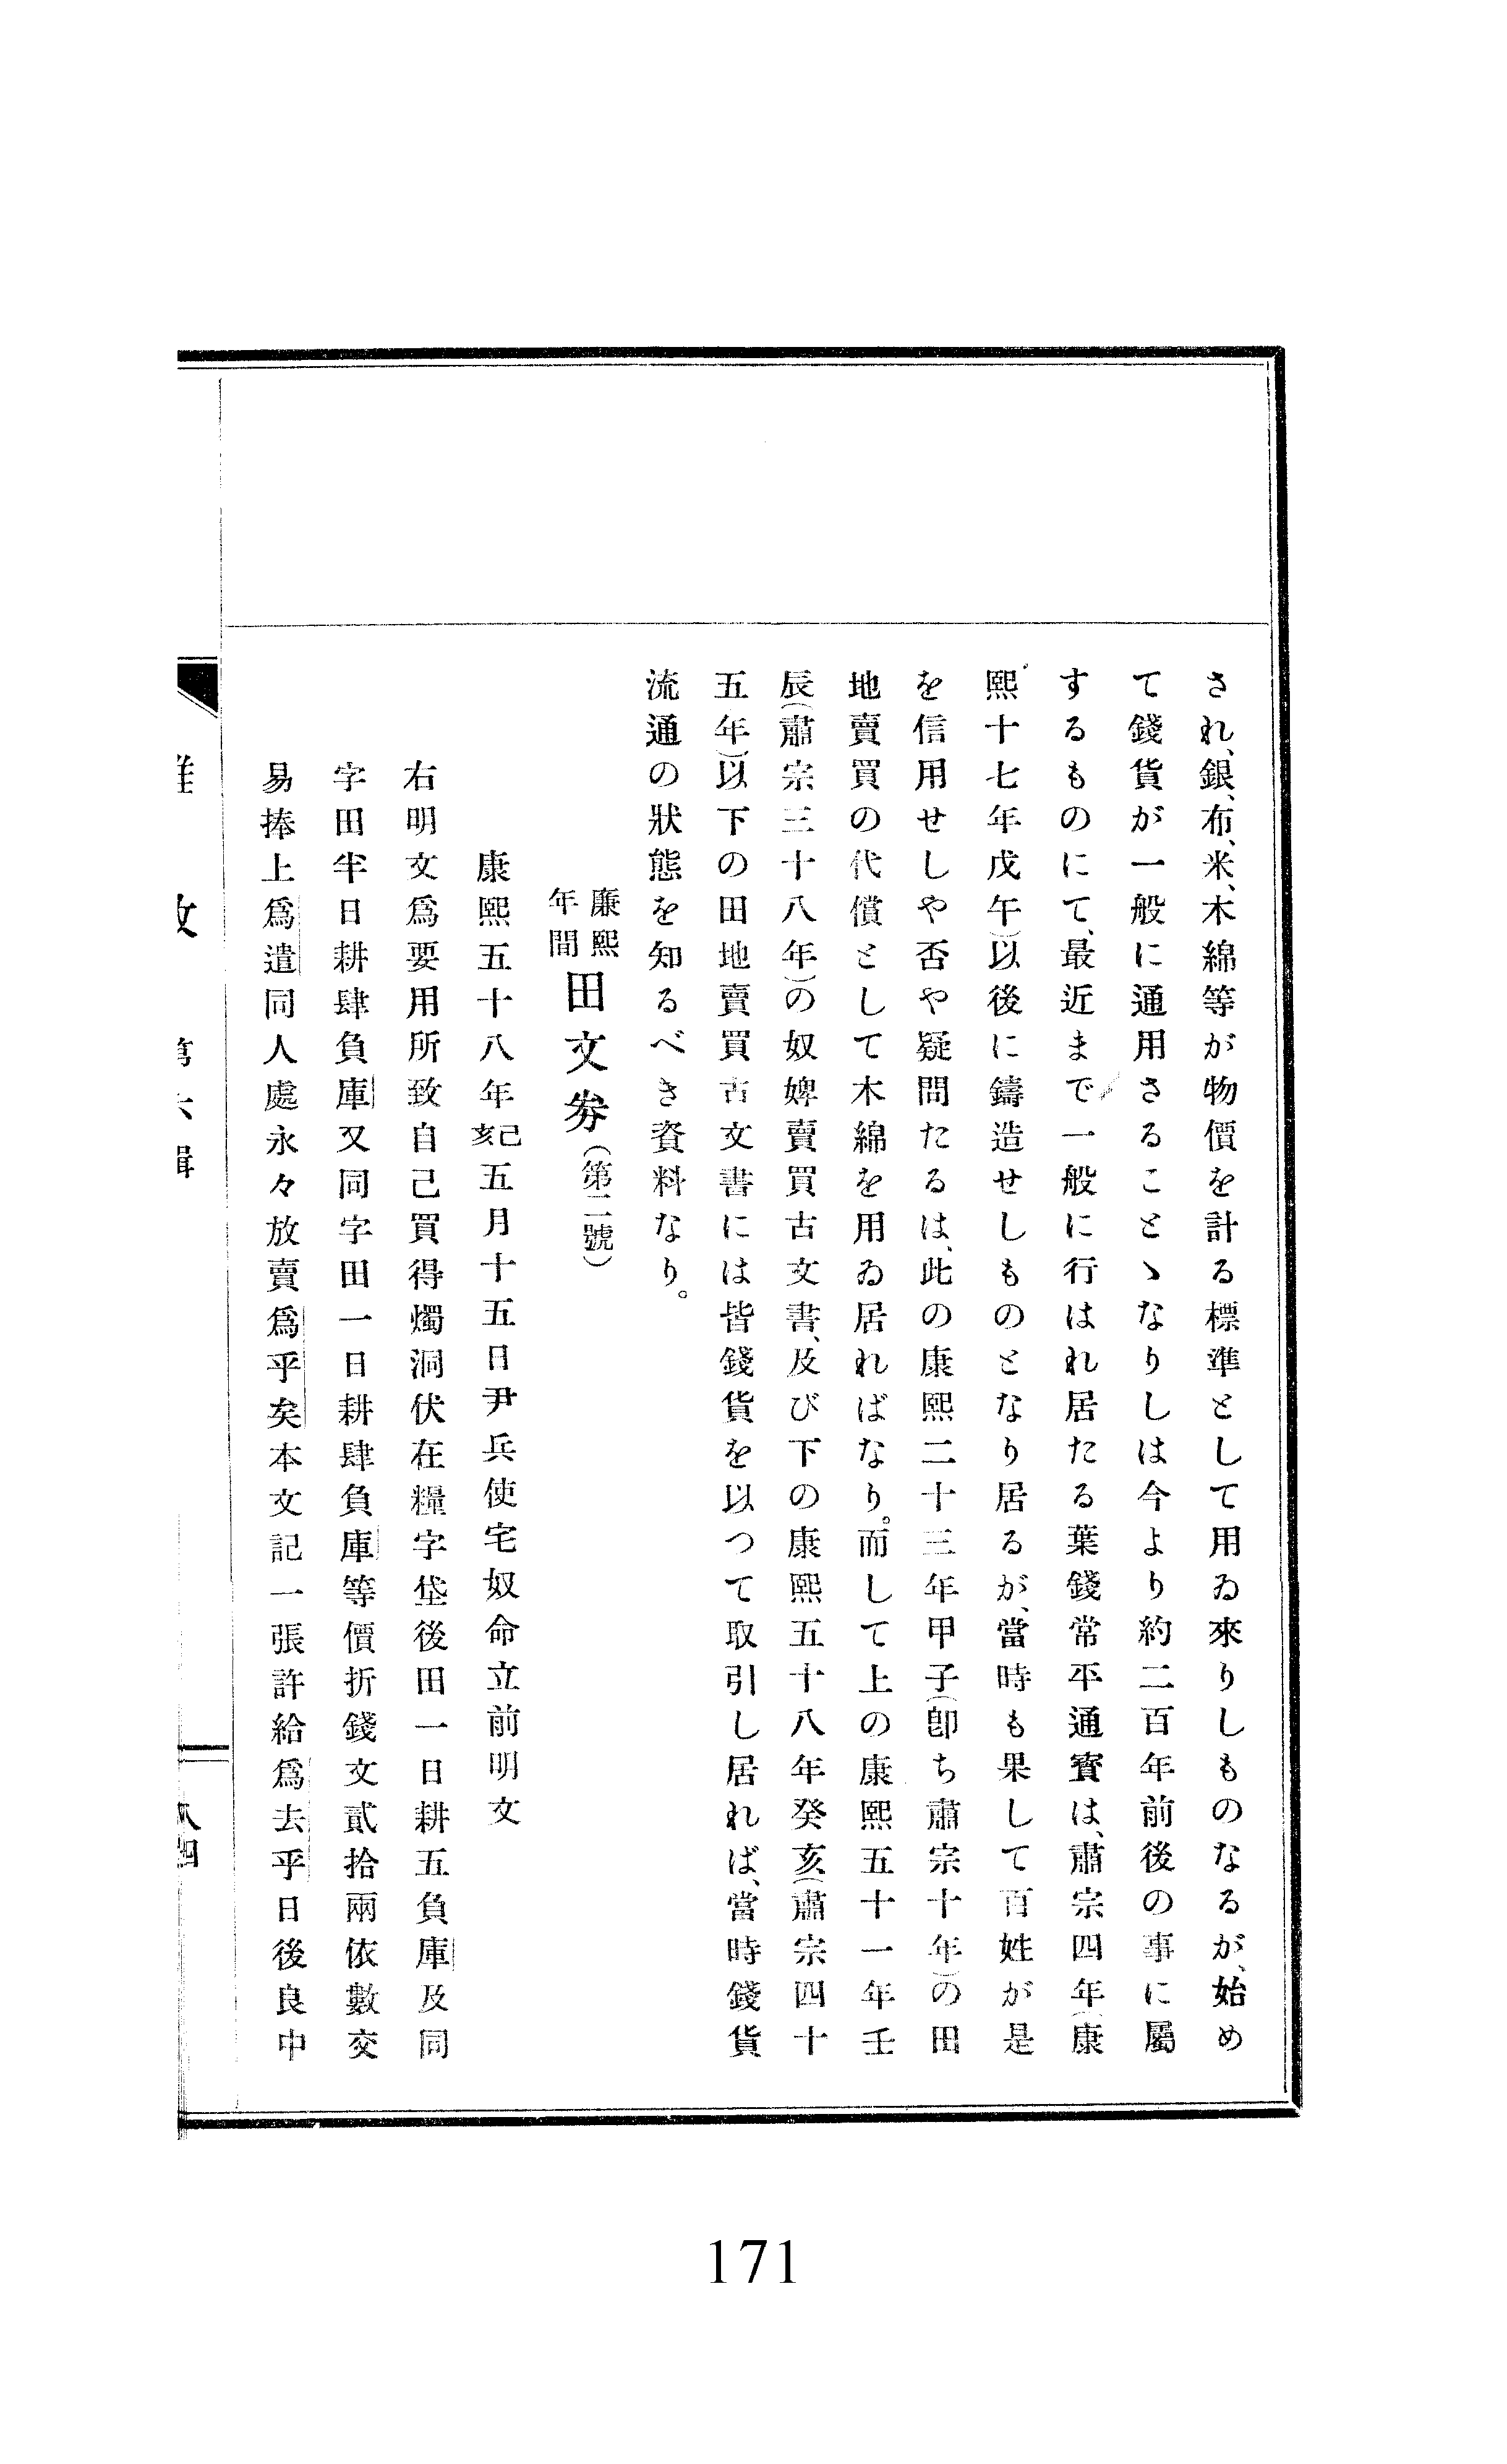 され、銀、布、米、木綿等が物價を計る標準として用ゐ來りしものなるが、始め
て錢貨が一般に通用さることゝなりしは今より約二百年前後の事に屬
するものにて、最近まで一般に行はれ居たる葉錢常平通寶は、肅宗四年(康
熙十七年戊午)以後に鑄造せしものとなり居るが、當時も果して百姓が是
を信用せしや否や疑問たるは、此の康熙二十三年甲子(卽ち肅宗十年)の田
地賣買の代償として木綿を用ゐ居ればなり。而して上の康熙五十一年壬
辰(肅宗三十八年)の奴婢賣買古文書、及び下の康熙五十八年癸亥(肅宗四十
五年)以下の田地賣買古文書には皆錢貨を以つて取引し居れば、當時錢貨
流通の狀態を知るべき資料なり。
康熙年間 田文券(第二號)
康熙五十八年己亥五月十五日尹兵使宅奴命立前明文
右明文爲要用所致自己買得燭洞伏在糧字垈後田一日耕五負庫及同
字田半日耕肆負庫又同字田一日耕肆負庫等價折錢文貳拾兩依數交
易捧上爲遣同人處永々放賣爲乎矣本文記一張許給爲去乎日後良中
雜攷 第六輯
八四
171